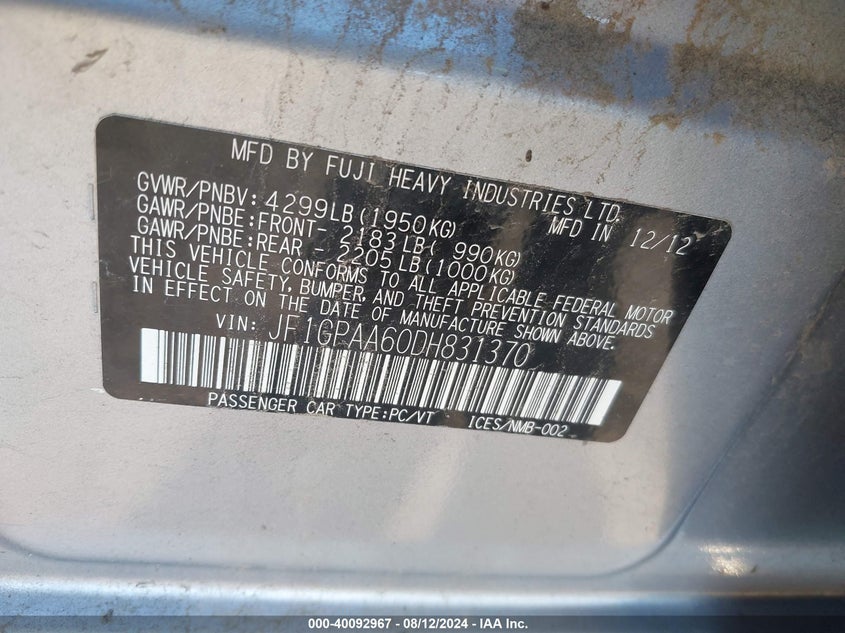 MFD BY FUJI HEAVY INDUSTRIES LTD.
GVWR/PNBV: 4299LB(1950KG) MFD IN 12/12
GAWR/PNBE:FRONT- 2183LB( 990KG)
GAWR/PNBE:REAR - 2205LB(1000KG)
THIS VEHICLE CONFORMS TO ALL APPLICABLE FEDERAL MOTOR
VEHICLE SAFETY, BUMPER, AND THEFT PREVENTION STANDARDS
IN EFFECT ON THE DATE OF MANUFACTURE SHOWN ABOVE.
VIN: JF1GPAA60DH831370
PASSENGER CAR TYPE:PC/VT ICES/NMB-002
000-40092967 - 08/12/2024 - IAA Inc.